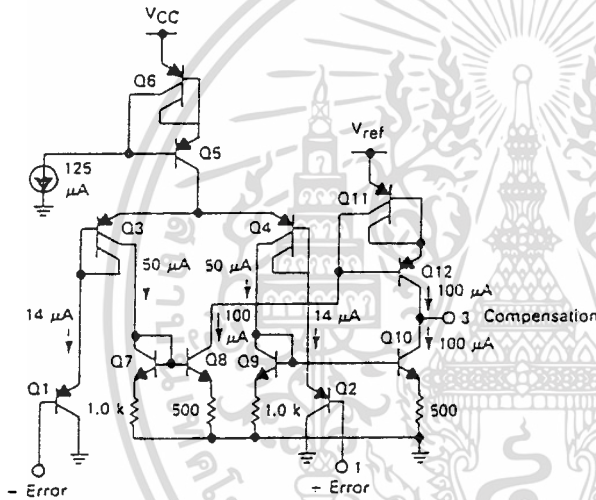 VCC
Q6
Q5
125
μA
Vref
Q11
Q3
Q4
Q12
50 μA
50 μA
100 μA
3 Compensation
14 μA
100
μA
14 μA
100 μA
Q7
Q8
Q9
Q10
Q1
Q2
1.0 k
500
1.0 k
500
1
- Error
+ Error